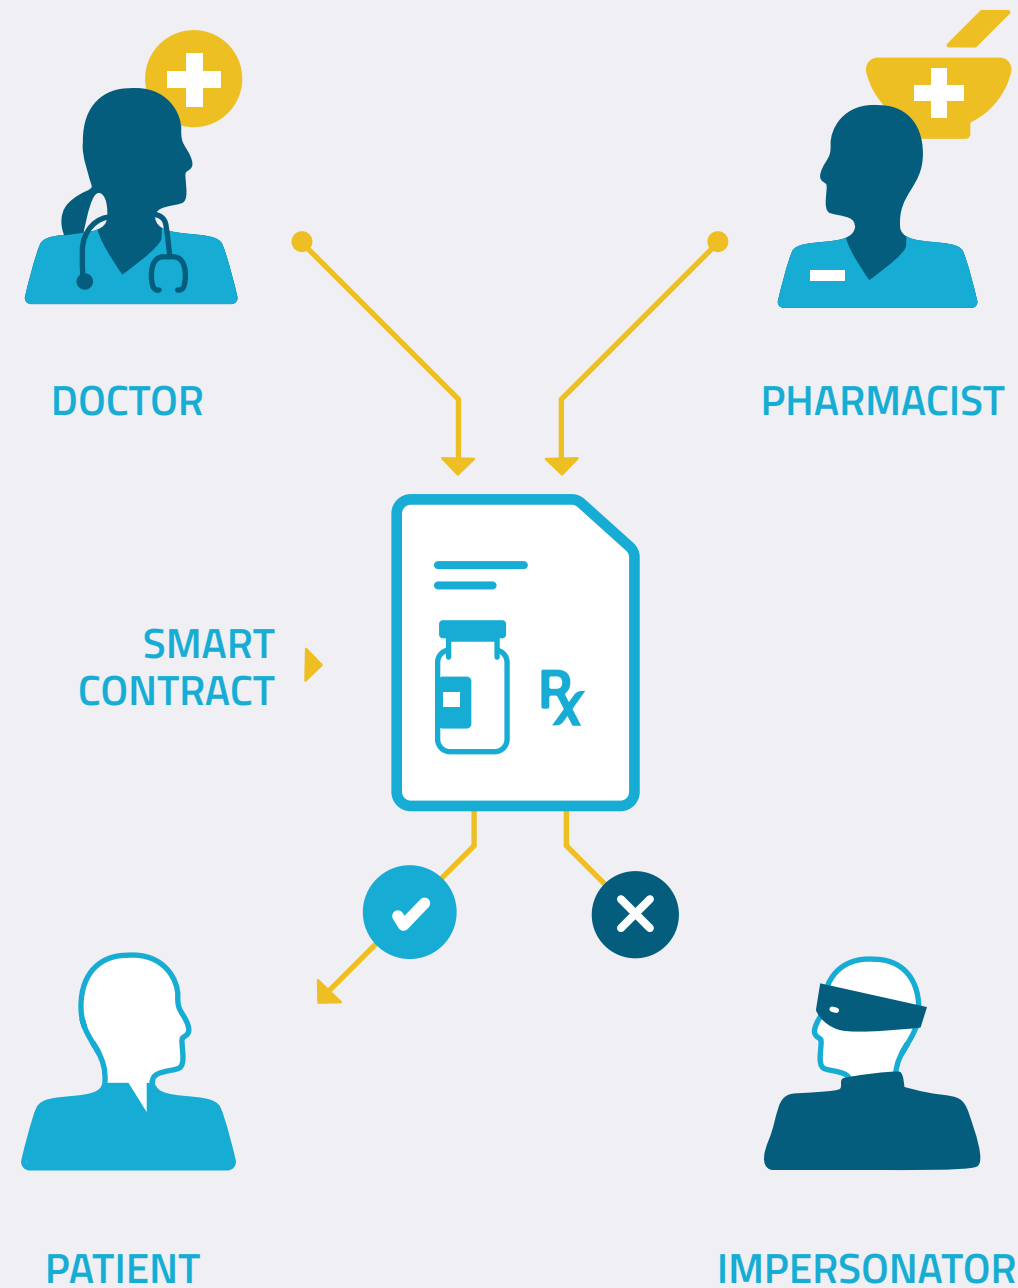 DOCTOR
PHARMACIST
SMART
CONTRACT
Rx
PATIENT
IMPERSONATOR